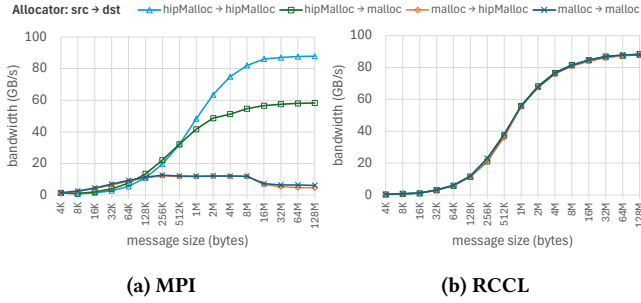 Allocator: src → dst hipMalloc → hipMalloc hipMalloc → malloc malloc → hipMalloc malloc → malloc
bandwidth (GB/s)
100
80
60
40
20
0
4K 8K 16K 32K 64K 128K 256K 512K 1M 2M 4M 8M 16M 32M 64M 128M
message size (bytes)
(a) MPI
bandwidth (GB/s)
100
80
60
40
20
0
4K 8K 16K 32K 64K 128K 256K 512K 1M 2M 4M 8M 16M 32M 64M 128M
message size (bytes)
(b) RCCL